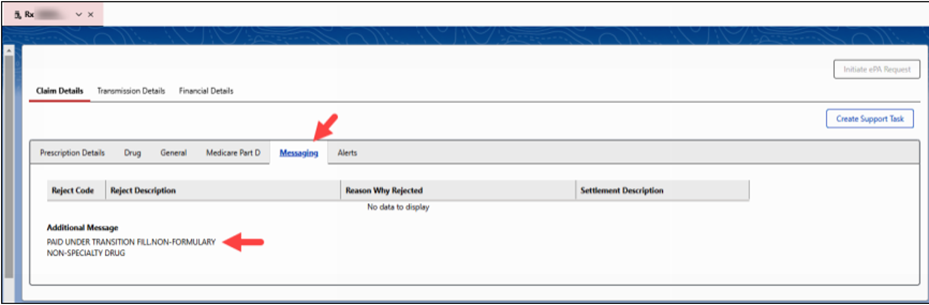 Rx
Initiate ePA Request
Claim Details Transmission Details Financial Details
Create Support Task
Prescription Details Drug General Medicare Part D Messaging Alerts
Reject Code Reject Description Reason Why Rejected Settlement Description
No data to display
Additional Message
PAID UNDER TRANSITION FILL.NON-FORMULARY
NON-SPECIALTY DRUG